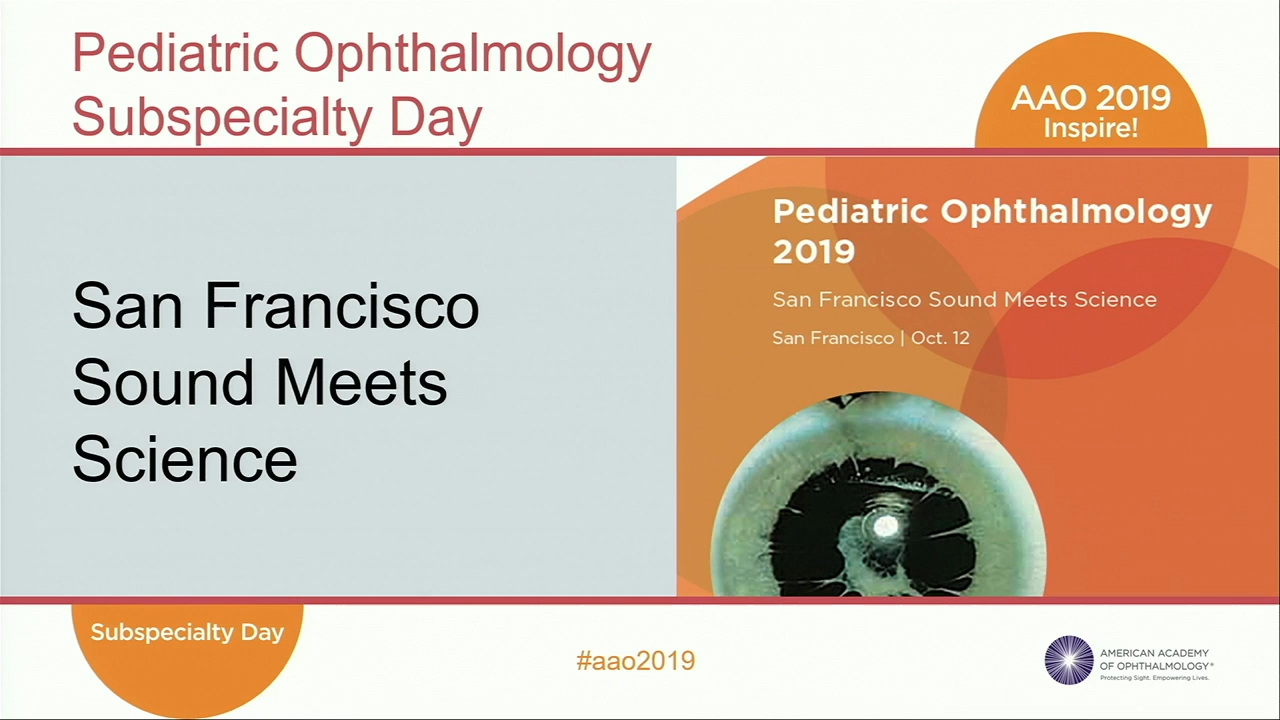 Pediatric Ophthalmology
Subspecialty Day
AAO 2019
Inspire!
San Francisco
Sound Meets
Science
Pediatric Ophthalmology
2019
San Francisco Sound Meets Science
San Francisco | Oct. 12
Subspecialty Day
#aao2019
AMERICAN ACADEMY
OF OPHTHALMOLOGY®
Protecting Sight. Empowering Lives.